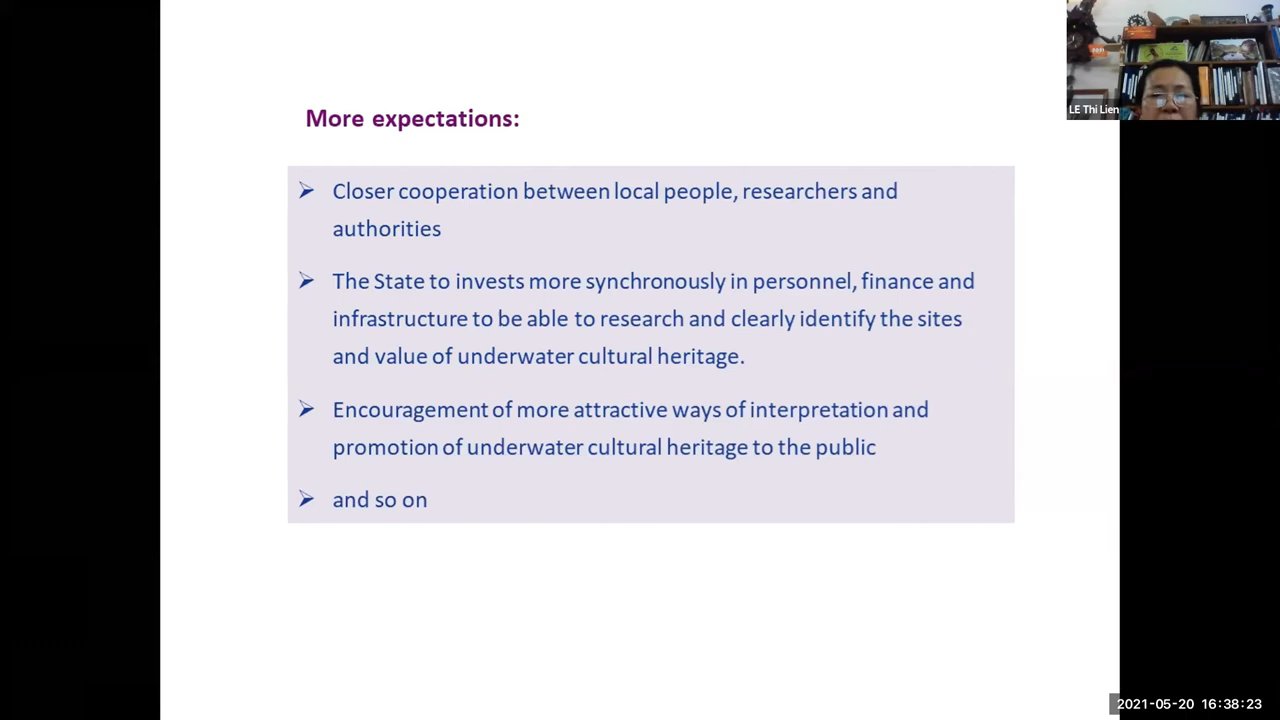 LE Thi Lien
More expectations:
➢ Closer cooperation between local people, researchers and
authorities
➢ The State to invests more synchronously in personnel, finance and
infrastructure to be able to research and clearly identify the sites
and value of underwater cultural heritage.
➢ Encouragement of more attractive ways of interpretation and
promotion of underwater cultural heritage to the public
➢ and so on
2021-05-20 16:38:23